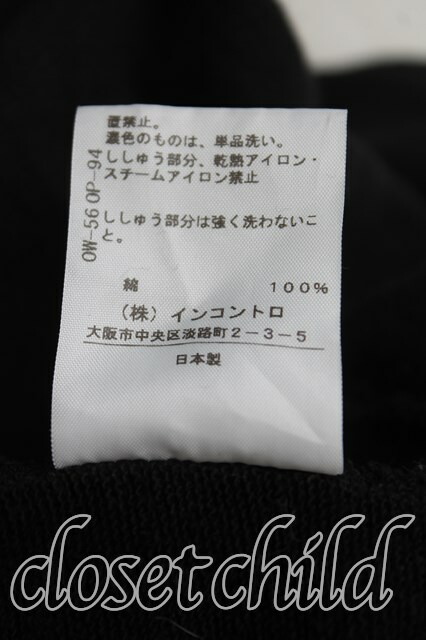 置禁止。
濃色のものは、単品洗い。
ししゅう部分、乾熱アイロン・
スチームアイロン禁止
ししゅう部分は強く洗わないこ
と。
OW-56OP-94
綿 100%
(株) インコントロ
大阪市中央区淡路町2-3-5
日本製
closetchild